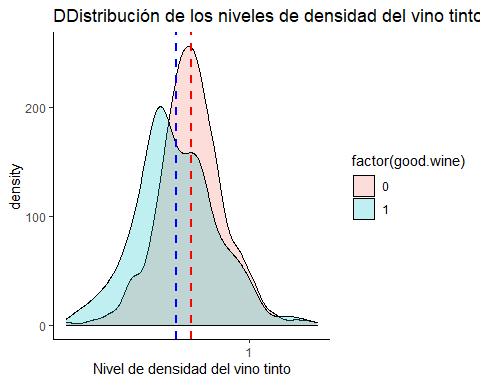 DDistribución de los niveles de densidad del vino tinto
200
100
0
density
1
Nivel de densidad del vino tinto
factor(good.wine)
0
1